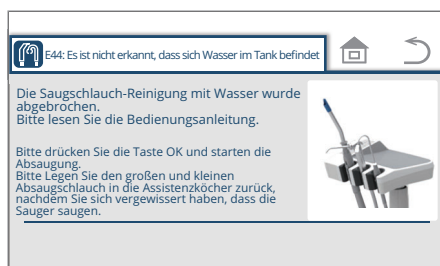 E44: Es ist nicht erkannt, dass sich Wasser im Tank befindet
Die Saugschlauch-Reinigung mit Wasser wurde
abgebrochen.
Bitte lesen Sie die Bedienungsanleitung.
Bitte drücken Sie die Taste OK und starten die
Absaugung.
Bitte Legen Sie den großen und kleinen
Absaugschlauch in die Assistenzköcher zurück,
nachdem Sie sich vergewissert haben, dass die
Sauger saugen.